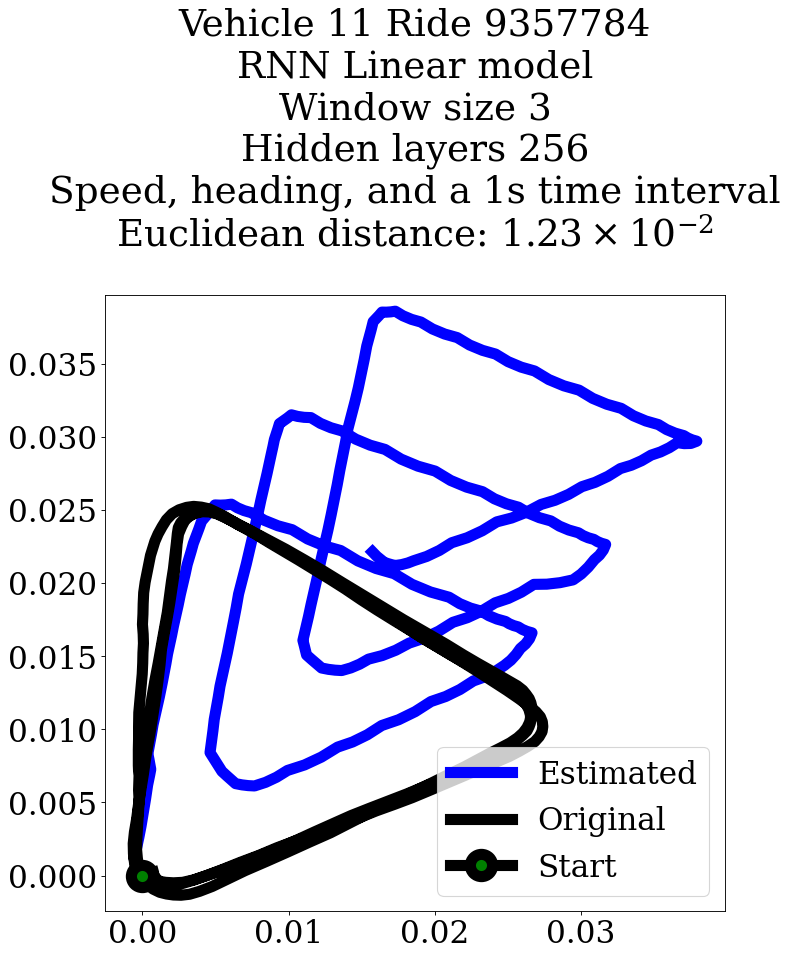 Vehicle 11 Ride 9357784
RNN Linear model
Window size 3
Hidden layers 256
Speed, heading, and a 1s time interval
Euclidean distance: 1.23 × 10⁻²
0.035
0.030
0.025
0.020
0.015
0.010
0.005
0.000
Estimated
Original
Start
0.00 0.01 0.02 0.03